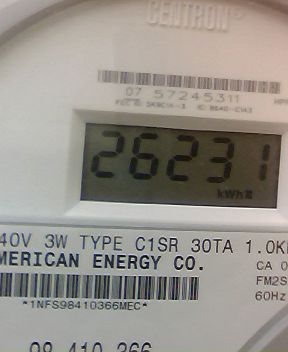 CENTRON®
07 57245311
26231
kWh
40V 3W TYPE C1SR 30TA 1.0K
MERICAN ENERGY CO.
CA 0
FM2S
60Hz
*1NFS98410366MEC*
98 410 366